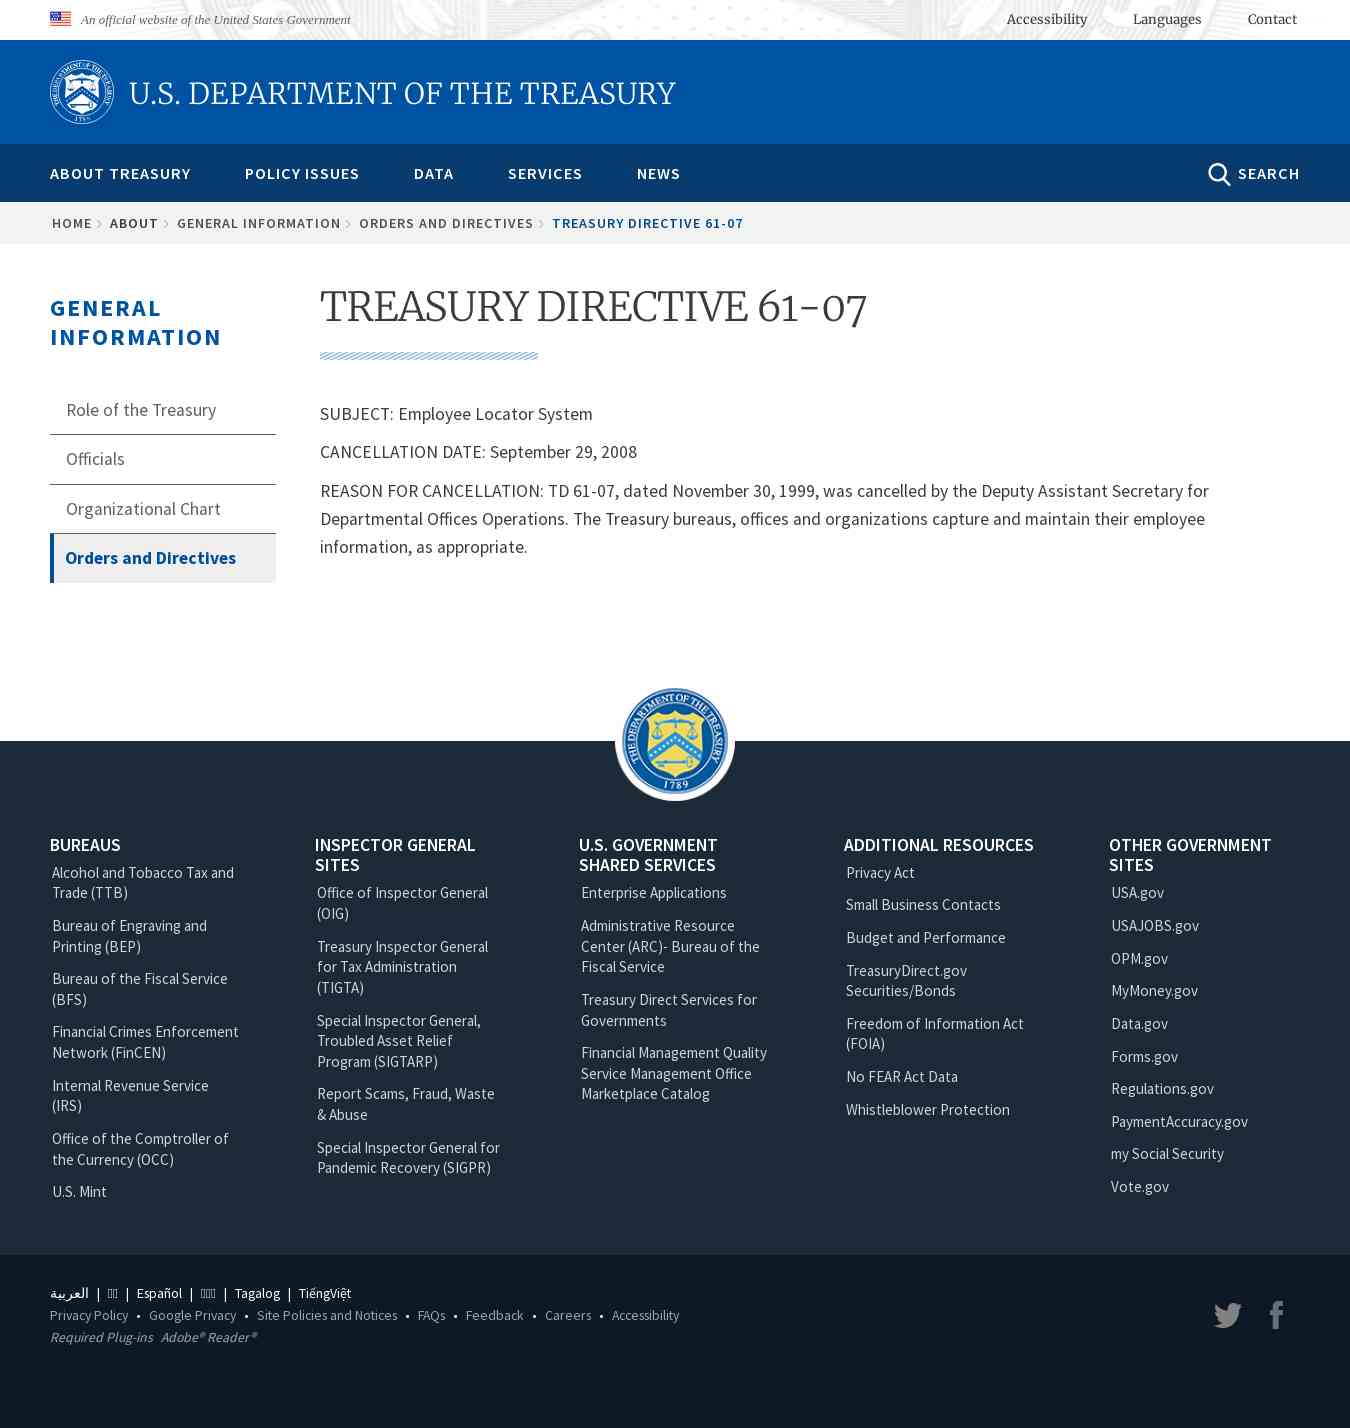 An official website of the United States Government
Accessibility Languages Contact
U.S. DEPARTMENT OF THE TREASURY
ABOUT TREASURY POLICY ISSUES DATA SERVICES NEWS SEARCH
HOME ABOUT GENERAL INFORMATION ORDERS AND DIRECTIVES TREASURY DIRECTIVE 61-07
GENERAL
INFORMATION
Role of the Treasury
Officials
Organizational Chart
Orders and Directives
TREASURY DIRECTIVE 61-07
SUBJECT: Employee Locator System
CANCELLATION DATE: September 29, 2008
REASON FOR CANCELLATION: TD 61-07, dated November 30, 1999, was cancelled by the Deputy Assistant Secretary for
Departmental Offices Operations. The Treasury bureaus, offices and organizations capture and maintain their employee
information, as appropriate.
THE DEPARTMENT OF THE TREASURY
1789
BUREAUS
Alcohol and Tobacco Tax and
Trade (TTB)
Bureau of Engraving and
Printing (BEP)
Bureau of the Fiscal Service
(BFS)
Financial Crimes Enforcement
Network (FinCEN)
Internal Revenue Service
(IRS)
Office of the Comptroller of
the Currency (OCC)
U.S. Mint
INSPECTOR GENERAL
SITES
Office of Inspector General
(OIG)
Treasury Inspector General
for Tax Administration
(TIGTA)
Special Inspector General,
Troubled Asset Relief
Program (SIGTARP)
Report Scams, Fraud, Waste
& Abuse
Special Inspector General for
Pandemic Recovery (SIGPR)
U.S. GOVERNMENT
SHARED SERVICES
Enterprise Applications
Administrative Resource
Center (ARC)- Bureau of the
Fiscal Service
Treasury Direct Services for
Governments
Financial Management Quality
Service Management Office
Marketplace Catalog
ADDITIONAL RESOURCES
Privacy Act
Small Business Contacts
Budget and Performance
TreasuryDirect.gov
Securities/Bonds
Freedom of Information Act
(FOIA)
No FEAR Act Data
Whistleblower Protection
OTHER GOVERNMENT
SITES
USA.gov
USAJOBS.gov
OPM.gov
MyMoney.gov
Data.gov
Forms.gov
Regulations.gov
PaymentAccuracy.gov
my Social Security
Vote.gov
العربية | | Español | | Tagalog | TiếngViệt
Privacy Policy • Google Privacy • Site Policies and Notices • FAQs • Feedback • Careers • Accessibility
Required Plug-ins Adobe® Reader®